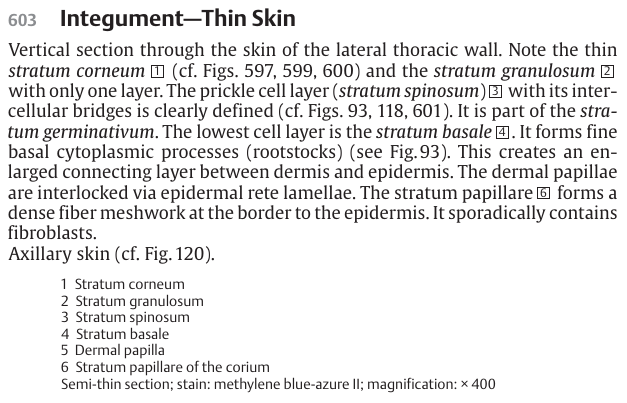 603 Integument—Thin Skin
Vertical section through the skin of the lateral thoracic wall. Note the thin
stratum corneum 1 (cf. Figs. 597, 599, 600) and the stratum granulosum 2
with only one layer. The prickle cell layer (stratum spinosum) 3 with its inter-
cellular bridges is clearly defined (cf. Figs. 93, 118, 601). It is part of the stra-
tum germinativum. The lowest cell layer is the stratum basale 4. It forms fine
basal cytoplasmic processes (rootstocks) (see Fig. 93). This creates an en-
larged connecting layer between dermis and epidermis. The dermal papillae
are interlocked via epidermal rete lamellae. The stratum papillare 6 forms a
dense fiber meshwork at the border to the epidermis. It sporadically contains
fibroblasts.
Axillary skin (cf. Fig. 120).
1 Stratum corneum
2 Stratum granulosum
3 Stratum spinosum
4 Stratum basale
5 Dermal papilla
6 Stratum papillare of the corium
Semi-thin section; stain: methylene blue-azure II; magnification: × 400